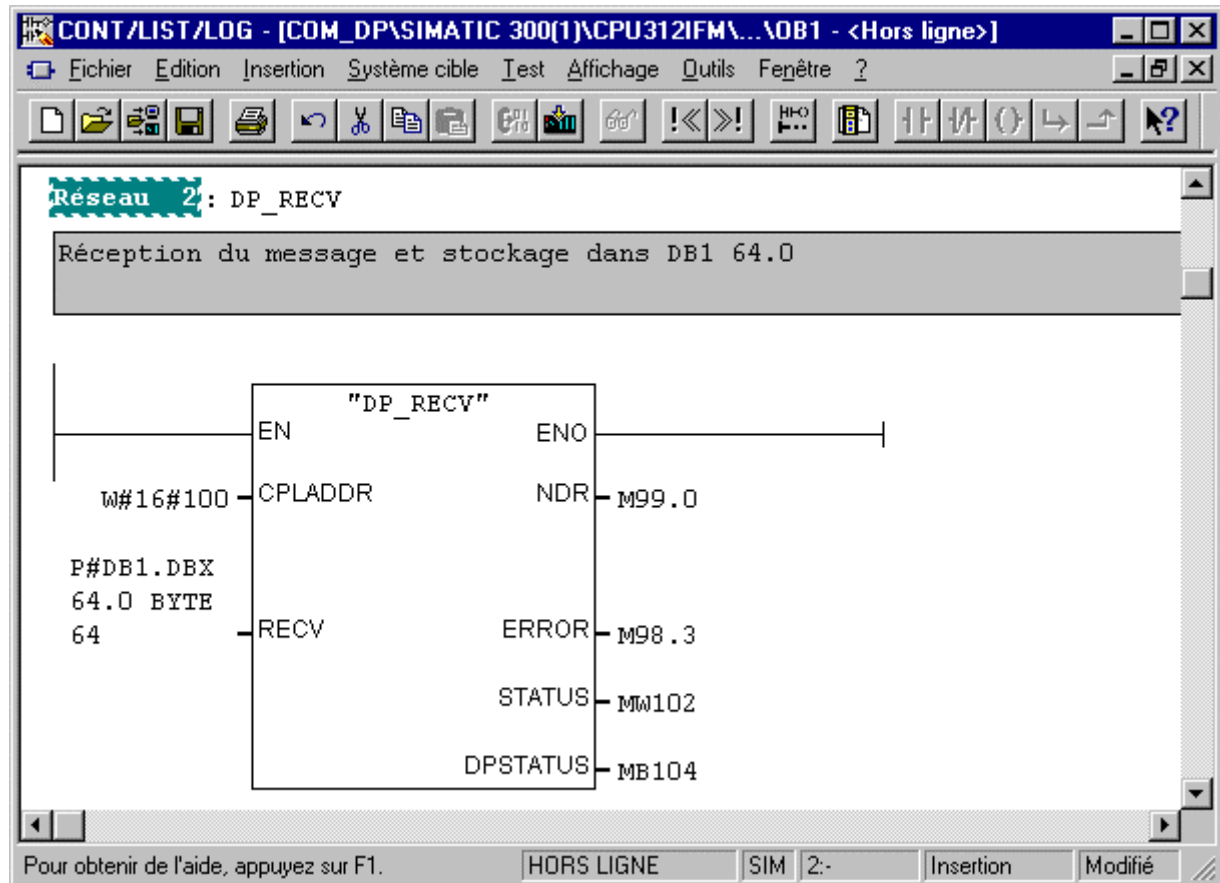 CONT/LIST/LOG - [COM_DP\SIMATIC 300(1)\CPU312IFM\...\OB1 - <Hors ligne>]
Fichier Edition Insertion Système cible Test Affichage Outils Fenêtre ?
Réseau 2 : DP_RECV
Réception du message et stockage dans DB1 64.0
"DP_RECV"
EN ENO
W#16#100 CPLADDR NDR M99.0
P#DB1.DBX
64.0 BYTE
64 RECV ERROR M98.3
STATUS MW102
DPSTATUS MB104
Pour obtenir de l'aide, appuyez sur F1. HORS LIGNE SIM 2:- Insertion Modifié